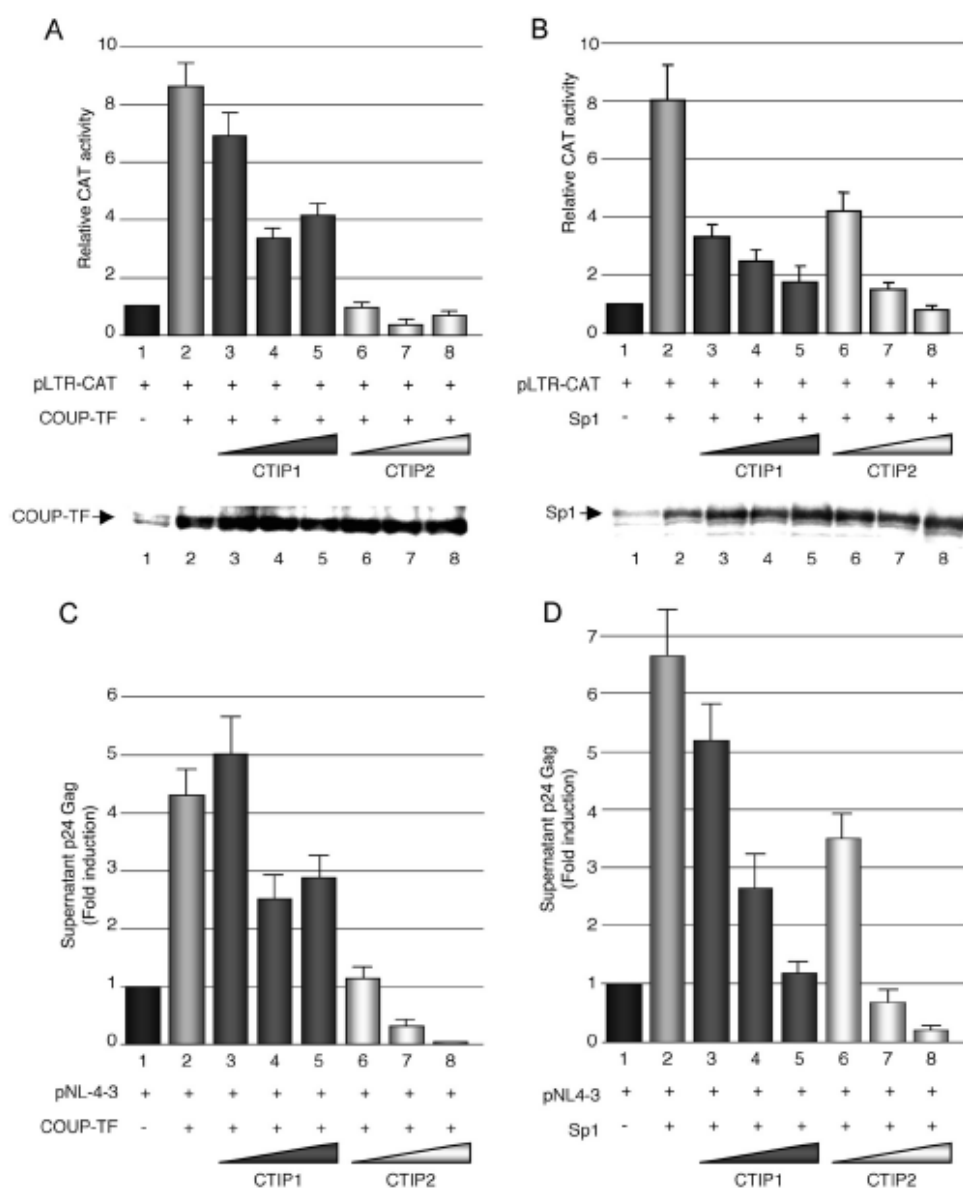 A
10
8
6
4
2
0
Relative CAT activity
1 2 3 4 5 6 7 8
pLTR-CAT + + + + + + + +
COUP-TF - + + + + + + +
CTIP1 CTIP2
COUP-TF
1 2 3 4 5 6 7 8
B
10
8
6
4
2
0
Relative CAT activity
1 2 3 4 5 6 7 8
pLTR-CAT + + + + + + + +
Sp1 - + + + + + + +
CTIP1 CTIP2
Sp1
1 2 3 4 5 6 7 8
C
6
5
4
3
2
1
0
Supernatant p24 Gag
(Fold induction)
1 2 3 4 5 6 7 8
pNL-4-3 + + + + + + + +
COUP-TF - + + + + + + +
CTIP1 CTIP2
D
7
6
5
4
3
2
1
0
Supernatant p24 Gag
(Fold induction)
1 2 3 4 5 6 7 8
pNL4-3 + + + + + + + +
Sp1 - + + + + + + +
CTIP1 CTIP2